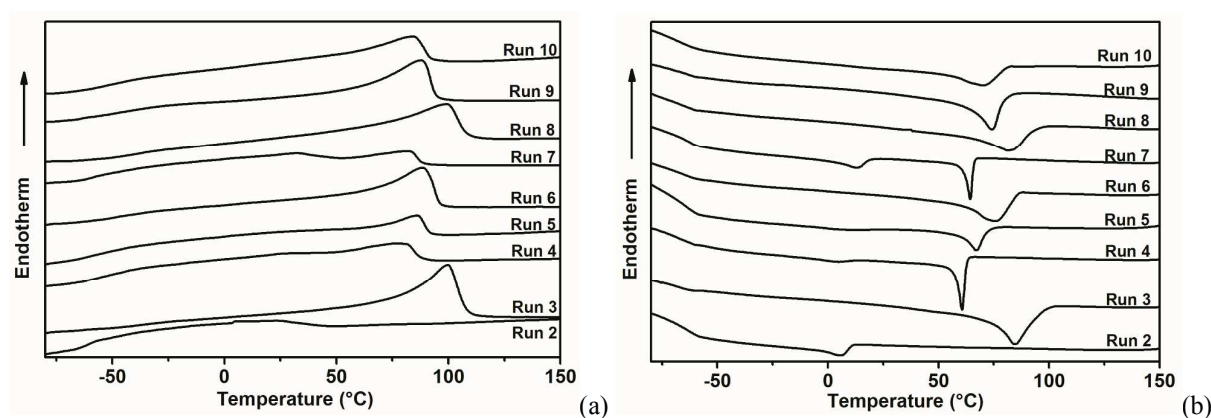 Run 10
Run 9
Run 8
Run 7
Run 6
Run 5
Run 4
Run 3
Run 2
Endotherm
-50 0 50 100 150
Temperature (°C)
(a)
Run 10
Run 9
Run 8
Run 7
Run 6
Run 5
Run 4
Run 3
Run 2
Endotherm
-50 0 50 100 150
Temperature (°C)
(b)